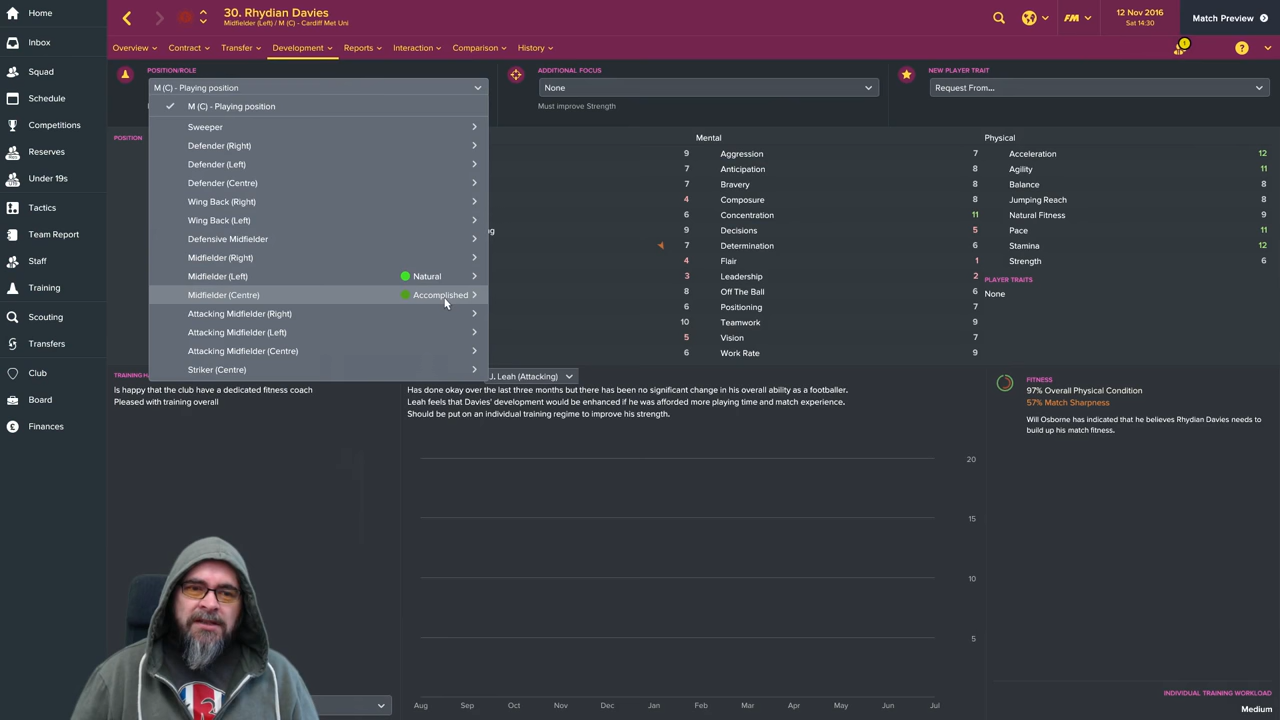 Home
Inbox
Squad
Schedule
Competitions
Reserves
Under 19s
Tactics
Team Report
Staff
Training
Scouting
Transfers
Club
Board
Finances
30. Rhydian Davies
Midfielder (Left) / M (C) - Cardiff Met Uni
FM
12 Nov 2016
Sat 14:30
Match Preview
Overview
Contract
Transfer
Development
Reports
Interaction
Comparison
History
1
?
POSITION/ROLE
M (C) - Playing position
M (C) - Playing position
Sweeper
Defender (Right)
Defender (Left)
Defender (Centre)
Wing Back (Right)
Wing Back (Left)
Defensive Midfielder
Midfielder (Right)
Midfielder (Left) Natural
Midfielder (Centre) Accomplished
Attacking Midfielder (Right)
Attacking Midfielder (Left)
Attacking Midfielder (Centre)
Striker (Centre)
ADDITIONAL FOCUS
None
Must improve Strength
NEW PLAYER TRAIT
Request From...
POSITION
9
7
7
4
6
9
7
4
3
8
6
10
5
6
Mental
Aggression 7
Anticipation 8
Bravery 8
Composure 8
Concentration 11
Decisions 5
Determination 6
Flair 1
Leadership 2
Off The Ball 6
Positioning 7
Teamwork 9
Vision 7
Work Rate 9
Physical
Acceleration 12
Agility 11
Balance 8
Jumping Reach 8
Natural Fitness 9
Pace 11
Stamina 12
Strength 6
PLAYER TRAITS
None
Is happy that the club have a dedicated fitness coach
Pleased with training overall
J. Leah (Attacking)
Has done okay over the last three months but there has been no significant change in his overall ability as a footballer.
Leah feels that Davies' development would be enhanced if he was afforded more playing time and match experience.
Should be put on an individual training regime to improve his strength.
20
15
10
5
Aug Sep Oct Nov Dec Jan Feb Mar Apr May Jun Jul
FITNESS
97% Overall Physical Condition
57% Match Sharpness
Will Osborne has indicated that he believes Rhydian Davies needs to
build up his match fitness.
INDIVIDUAL TRAINING WORKLOAD
Medium